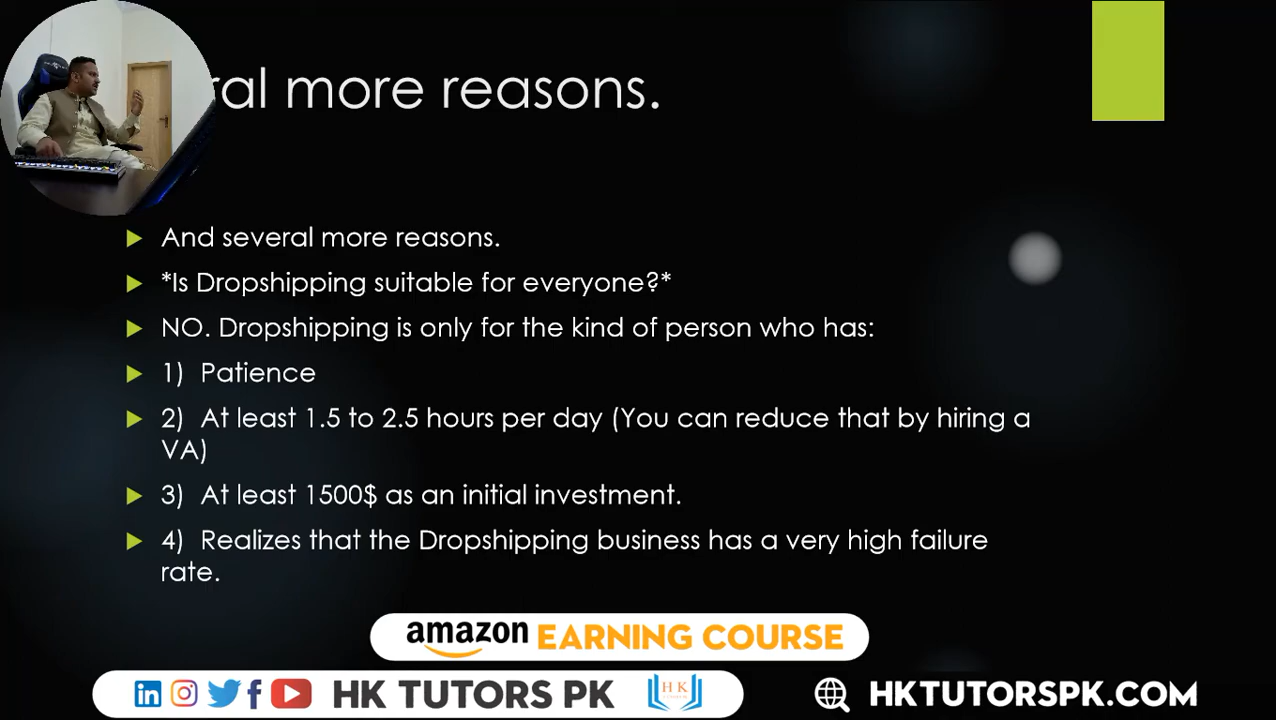 ral more reasons.
And several more reasons.
*Is Dropshipping suitable for everyone?*
NO. Dropshipping is only for the kind of person who has:
1) Patience
2) At least 1.5 to 2.5 hours per day (You can reduce that by hiring a
VA)
3) At least 1500$ as an initial investment.
4) Realizes that the Dropshipping business has a very high failure
rate.
amazon EARNING COURSE
in f HK TUTORS PK H K HKTUTORSPK.COM